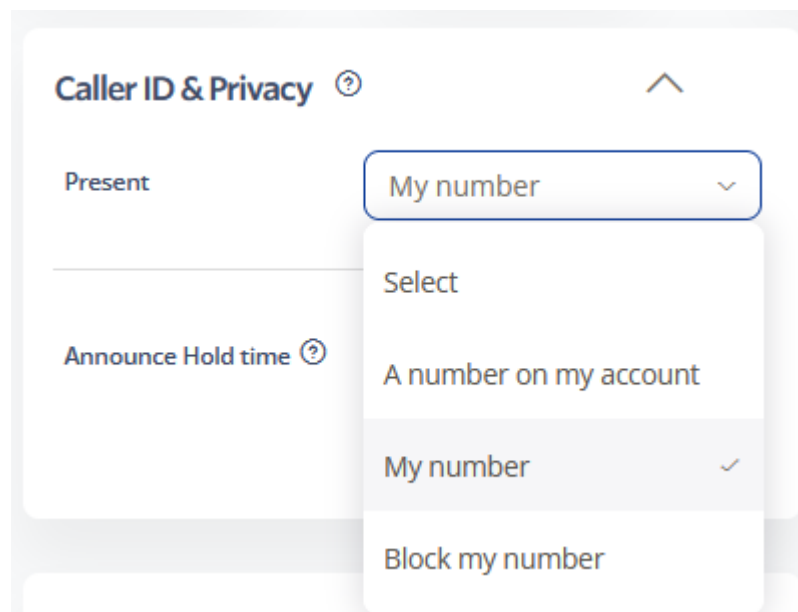 Caller ID & Privacy ?
Present
My number
Select
A number on my account
Announce Hold time ?
My number
Block my number